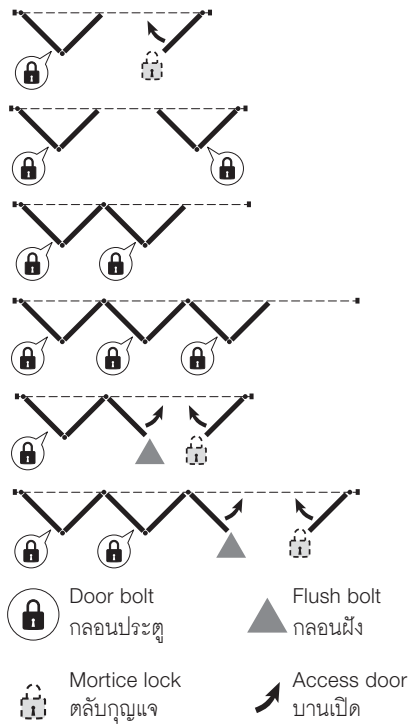 Door bolt
กลอนประตู
Flush bolt
กลอนฝัง
Mortice lock
ตลับกุญแจ
Access door
บานเปิด